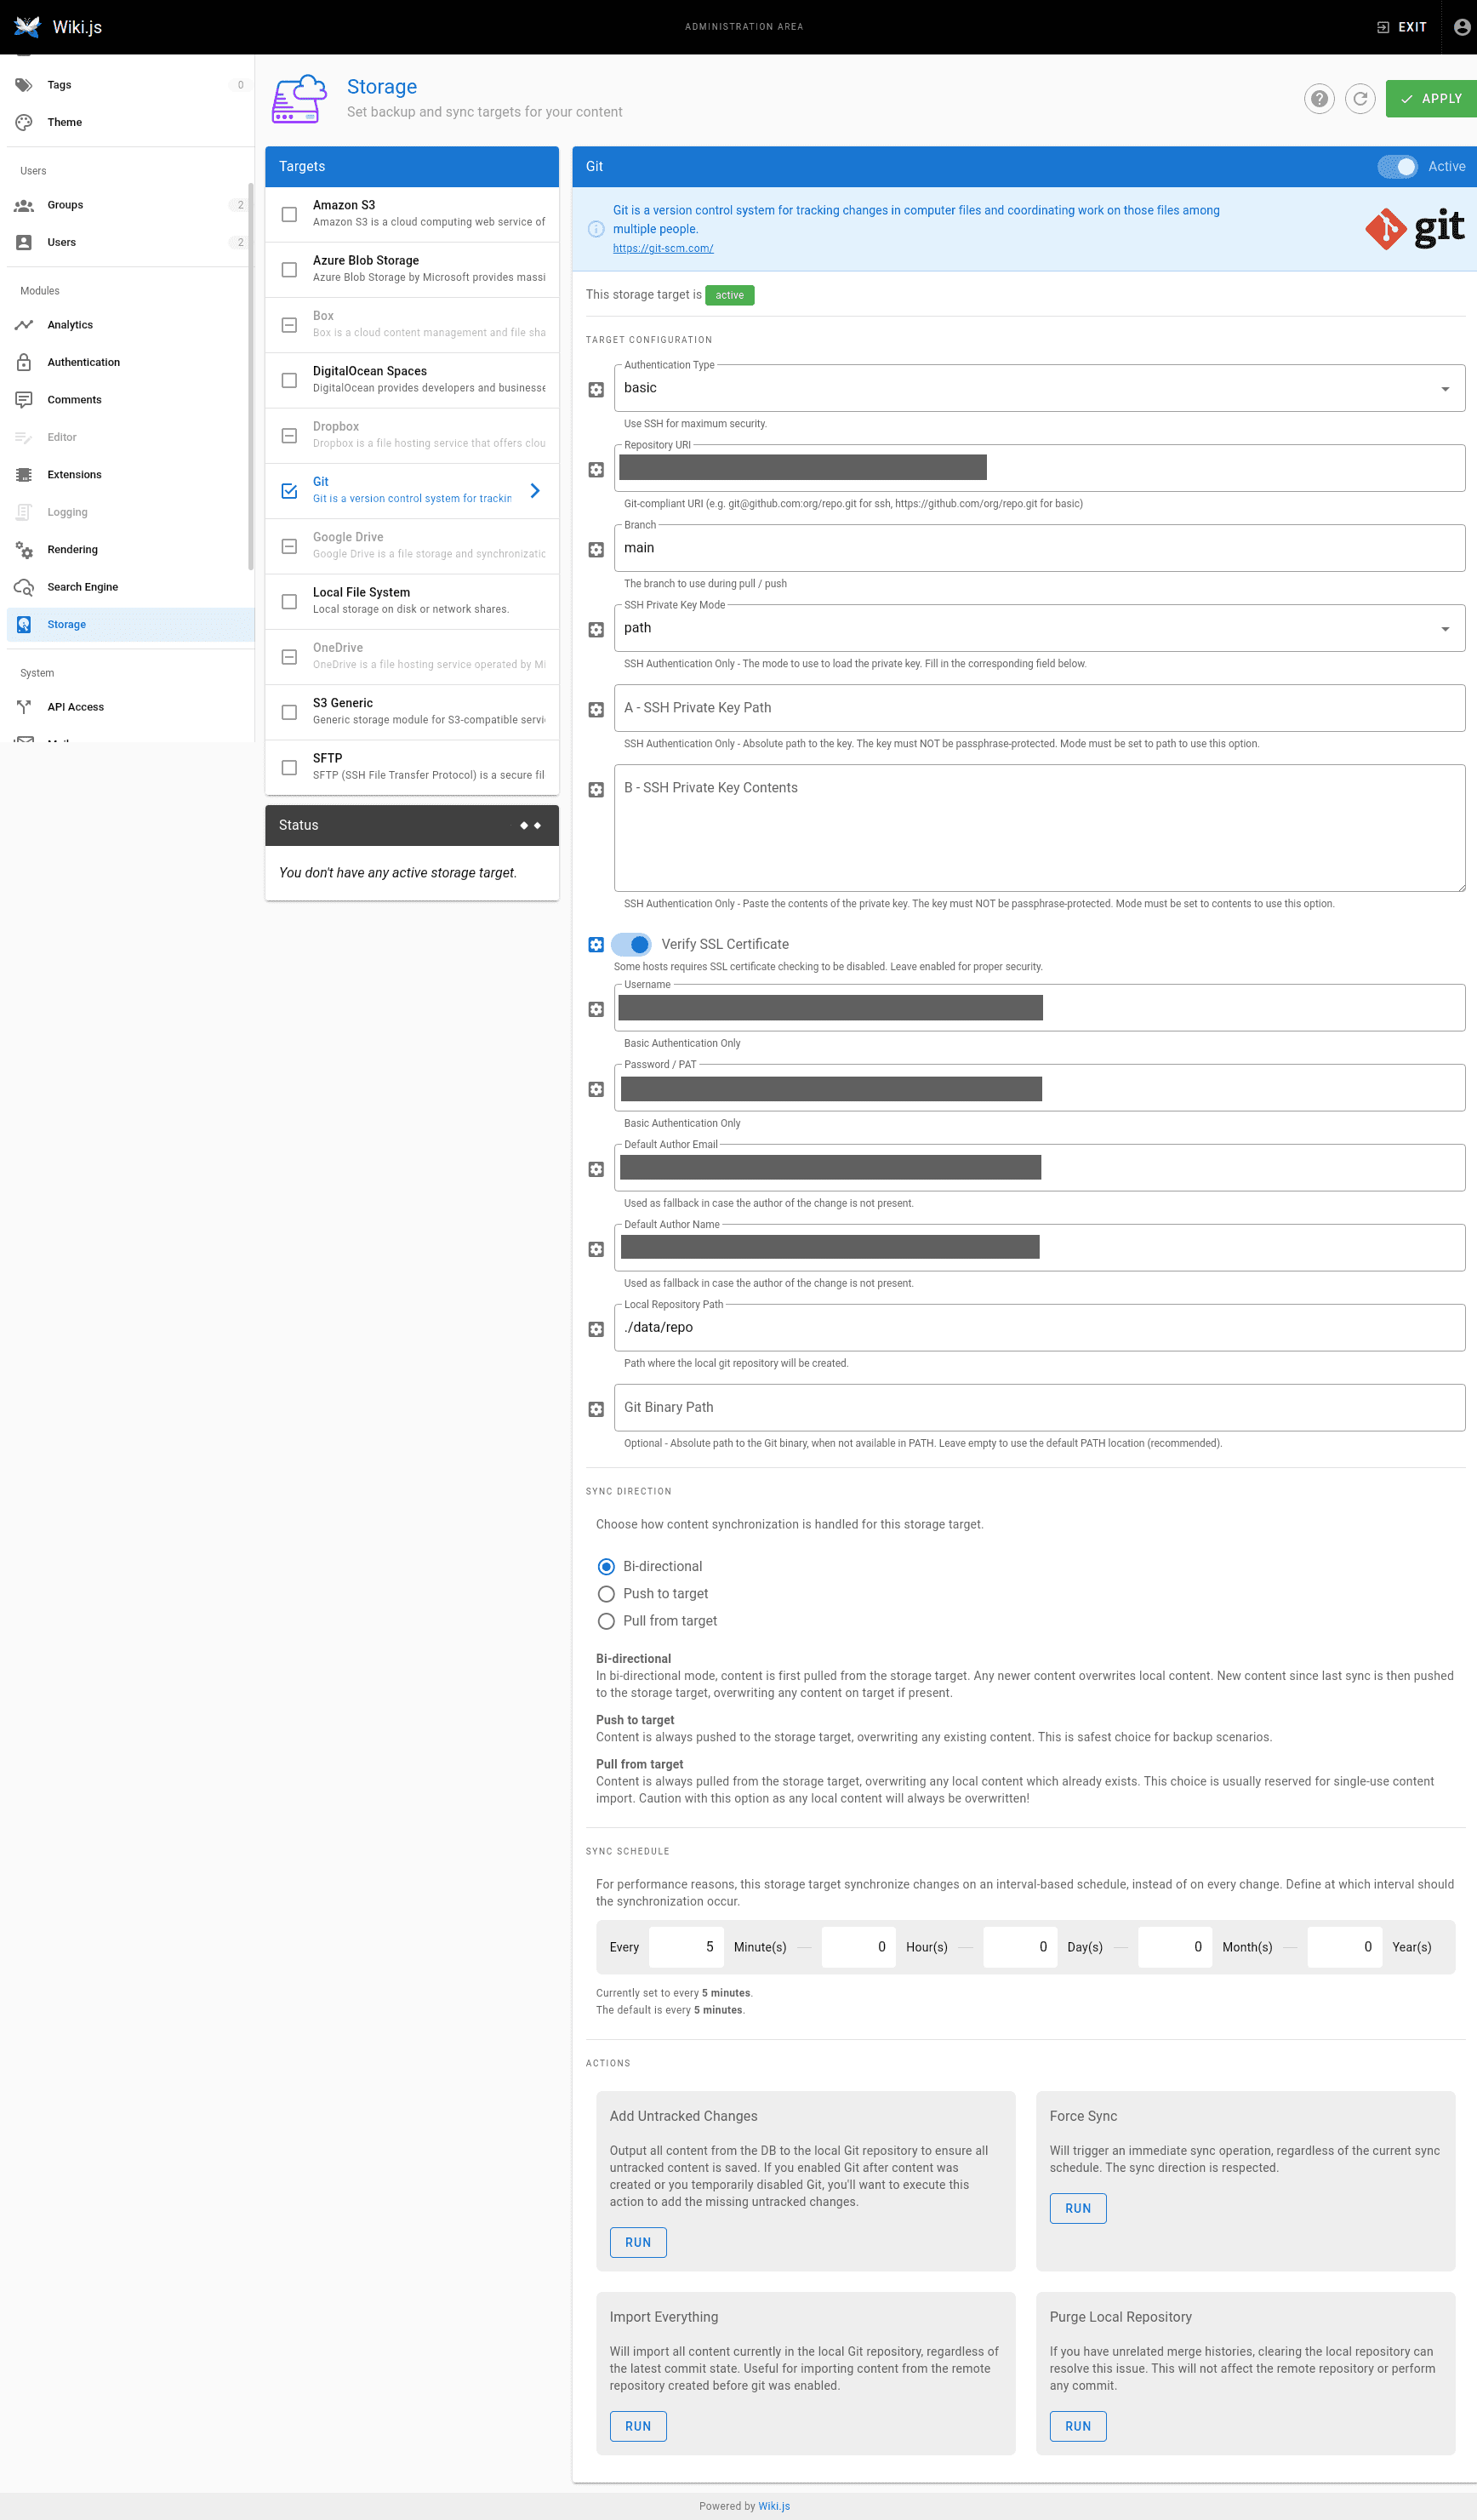 Wiki.js
ADMINISTRATION AREA
EXIT
Tags
0
Theme
Users
Groups
2
Users
2
Modules
Analytics
Authentication
Comments
Editor
Extensions
Logging
Rendering
Search Engine
Storage
System
API Access
Storage
Set backup and sync targets for your content
APPLY
Targets
Amazon S3
Amazon S3 is a cloud computing web service of
Azure Blob Storage
Azure Blob Storage by Microsoft provides massi
Box
Box is a cloud content management and file sha
DigitalOcean Spaces
DigitalOcean provides developers and businesse
Dropbox
Dropbox is a file hosting service that offers clou
Git
Git is a version control system for trackin
Google Drive
Google Drive is a file storage and synchronizatic
Local File System
Local storage on disk or network shares.
OneDrive
OneDrive is a file hosting service operated by Mi
S3 Generic
Generic storage module for S3-compatible servi
SFTP
SFTP (SSH File Transfer Protocol) is a secure fil
Status
You don't have any active storage target.
Git
Active
Git is a version control system for tracking changes in computer files and coordinating work on those files among
multiple people.
https://git-scm.com/
git
This storage target is active
TARGET CONFIGURATION
Authentication Type
basic
Use SSH for maximum security.
Repository URI
Git-compliant URI (e.g. git@github.com:org/repo.git for ssh, https://github.com/org/repo.git for basic)
Branch
main
The branch to use during pull / push
SSH Private Key Mode
path
SSH Authentication Only - The mode to use to load the private key. Fill in the corresponding field below.
A - SSH Private Key Path
SSH Authentication Only - Absolute path to the key. The key must NOT be passphrase-protected. Mode must be set to path to use this option.
B - SSH Private Key Contents
SSH Authentication Only - Paste the contents of the private key. The key must NOT be passphrase-protected. Mode must be set to contents to use this option.
Verify SSL Certificate
Some hosts requires SSL certificate checking to be disabled. Leave enabled for proper security.
Username
Basic Authentication Only
Password / PAT
Basic Authentication Only
Default Author Email
Used as fallback in case the author of the change is not present.
Default Author Name
Used as fallback in case the author of the change is not present.
Local Repository Path
./data/repo
Path where the local git repository will be created.
Git Binary Path
Optional - Absolute path to the Git binary, when not available in PATH. Leave empty to use the default PATH location (recommended).
SYNC DIRECTION
Choose how content synchronization is handled for this storage target.
Bi-directional
Push to target
Pull from target
Bi-directional
In bi-directional mode, content is first pulled from the storage target. Any newer content overwrites local content. New content since last sync is then pushed
to the storage target, overwriting any content on target if present.
Push to target
Content is always pushed to the storage target, overwriting any existing content. This is safest choice for backup scenarios.
Pull from target
Content is always pulled from the storage target, overwriting any local content which already exists. This choice is usually reserved for single-use content
import. Caution with this option as any local content will always be overwritten!
SYNC SCHEDULE
For performance reasons, this storage target synchronize changes on an interval-based schedule, instead of on every change. Define at which interval should
the synchronization occur.
Every 5 Minute(s) 0 Hour(s) 0 Day(s) 0 Month(s) 0 Year(s)
Currently set to every 5 minutes.
The default is every 5 minutes.
ACTIONS
Add Untracked Changes
Output all content from the DB to the local Git repository to ensure all
untracked content is saved. If you enabled Git after content was
created or you temporarily disabled Git, you'll want to execute this
action to add the missing untracked changes.
RUN
Force Sync
Will trigger an immediate sync operation, regardless of the current sync
schedule. The sync direction is respected.
RUN
Import Everything
Will import all content currently in the local Git repository, regardless of
the latest commit state. Useful for importing content from the remote
repository created before git was enabled.
RUN
Purge Local Repository
If you have unrelated merge histories, clearing the local repository can
resolve this issue. This will not affect the remote repository or perform
any commit.
RUN
Powered by Wiki.js